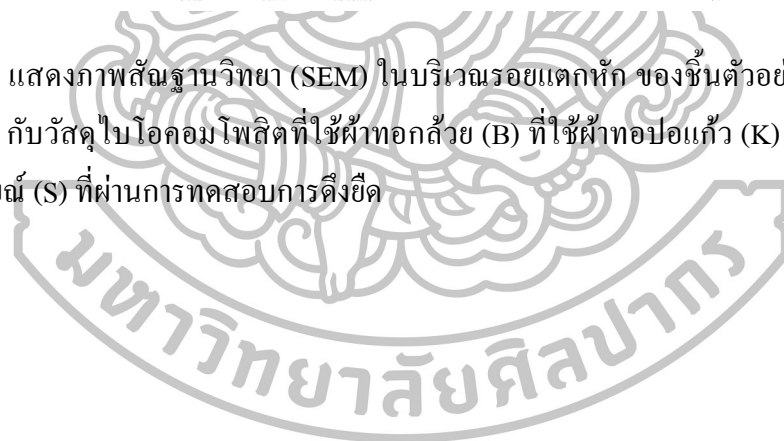 แสดงภาพสัณฐานวิทยา (SEM) ในบริเวณรอยแตกหัก ของชิ้นตัวอย่
กับวัสดุไบโอคอมโพสิตที่ใช้ผ้าทอกล้วย (B) ที่ใช้ผ้าทอปอแก้ว (K)
ณ์ (S) ที่ผ่านการทดสอบการดึงยืด
มหาวิทยาลัยศิลปากร